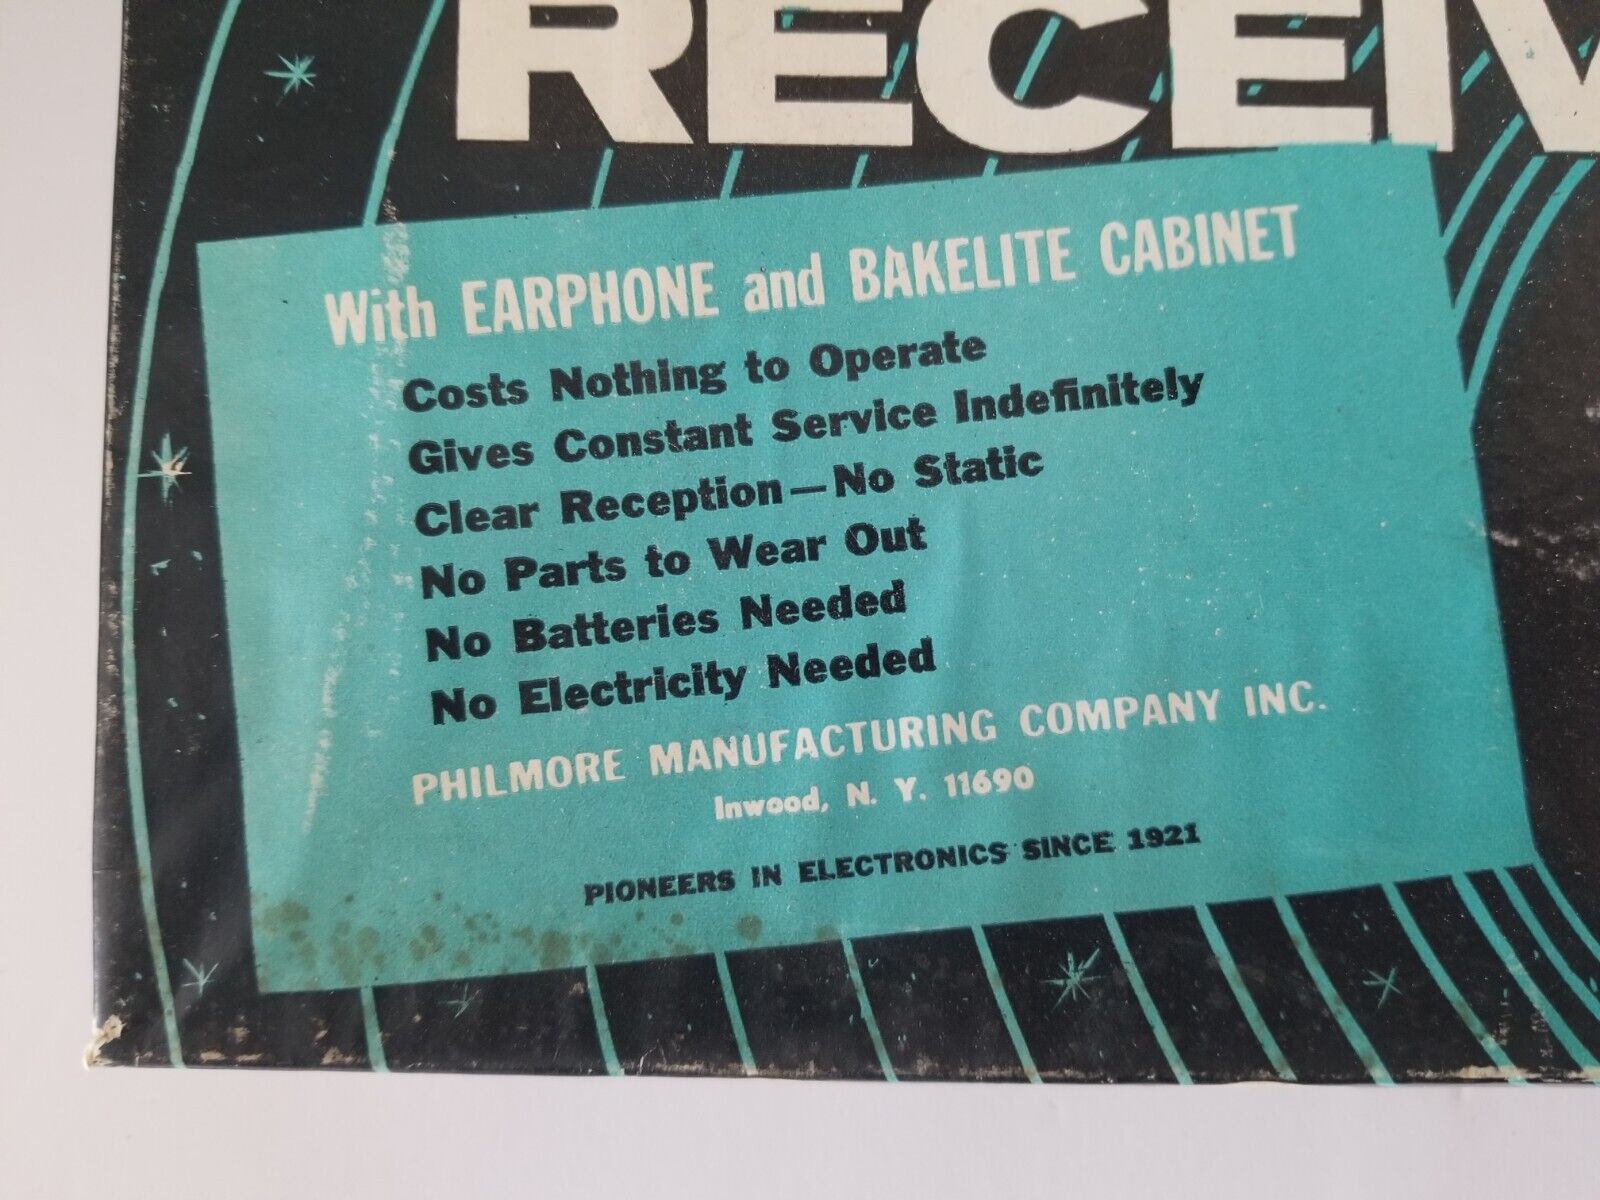 RECEIV
With EARPHONE and BAKELITE CABINET
Costs Nothing to Operate
Gives Constant Service Indefinitely
Clear Reception—No Static
No Parts to Wear Out
No Batteries Needed
No Electricity Needed
PHILMORE MANUFACTURING COMPANY INC.
Inwood, N. Y. 11690
PIONEERS IN ELECTRONICS SINCE 1921